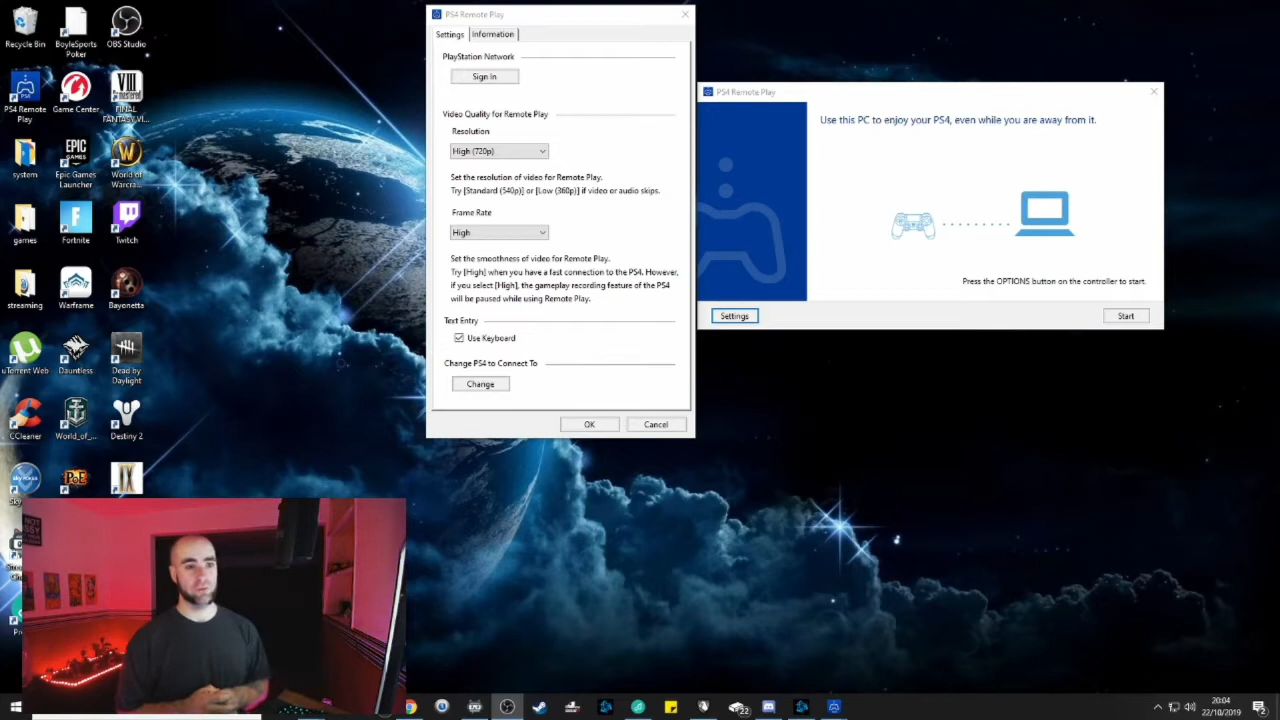 Recycle Bin
BoyleSports
Poker
OBS Studio
PS4 Remote
Play
Game Center
VIII
Remastered
FINAL
FANTASY VI...
system
EPIC
GAMES
Epic Games
Launcher
World of
Warcra...
games
Fortnite
Twitch
streaming
Warframe
Bayonetta
uTorrent Web
Dauntless
Dead by
Daylight
CCleaner
World_of_...
Destiny 2
PoE
IX
PS4 Remote Play
Settings
Information
PlayStation Network
Sign In
Video Quality for Remote Play
Resolution
High (720p)
Set the resolution of video for Remote Play.
Try [Standard (540p)] or [Low (360p)] if video or audio skips.
Frame Rate
High
Set the smoothness of video for Remote Play.
Try [High] when you have a fast connection to the PS4. However,
if you select [High], the gameplay recording feature of the PS4
will be paused while using Remote Play.
Text Entry
Use Keyboard
Change PS4 to Connect To
Change
OK
Cancel
PS4 Remote Play
Use this PC to enjoy your PS4, even while you are away from it.
Press the OPTIONS button on the controller to start.
Settings
Start
22
20:04
22/10/2019
2